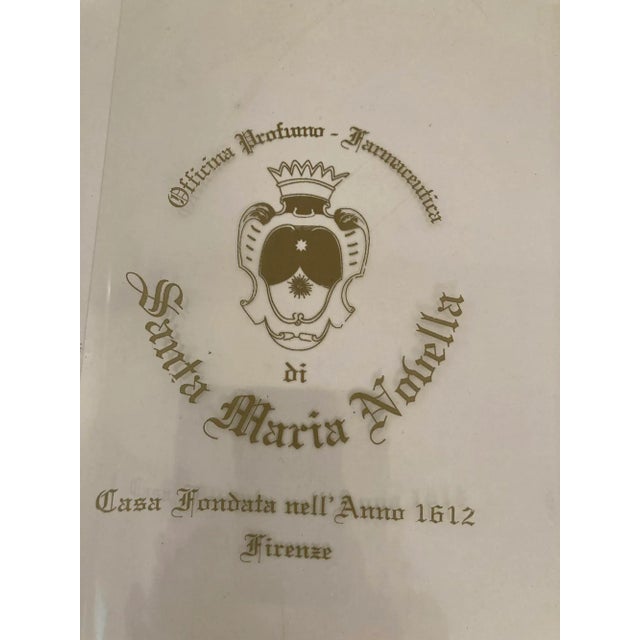 Officina Profumo - Farmaceutica
di
Santa Maria Novella
Casa Fondata nell'Anno 1612
Firenze